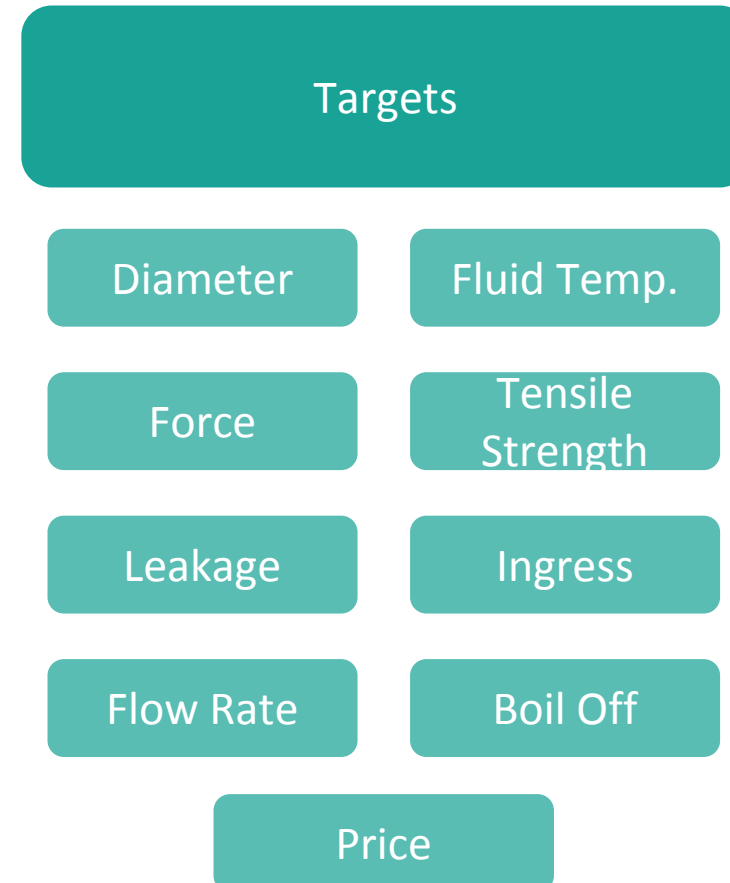 Targets
Diameter
Fluid Temp.
Force
Tensile
Strength
Leakage
Ingress
Flow Rate
Boil Off
Price